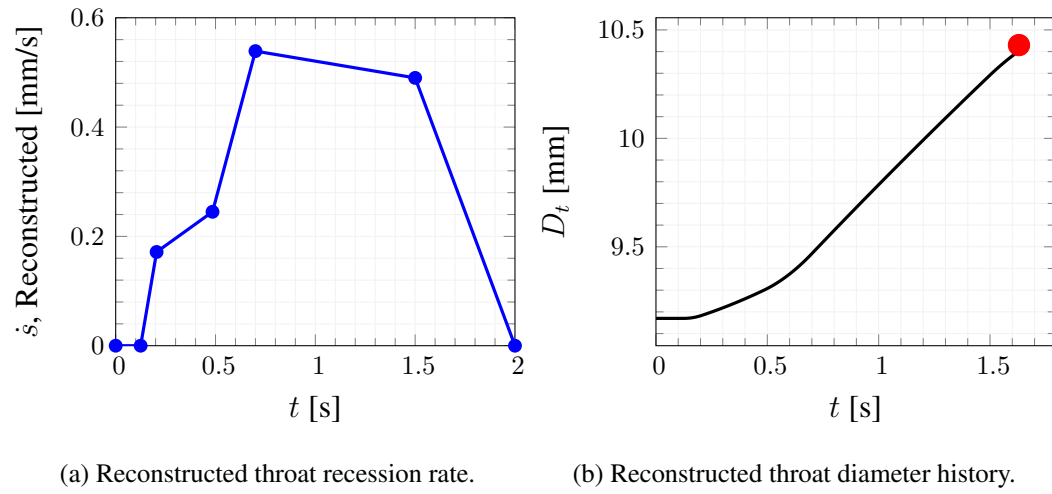 0.6
0.4
0.2
0
0
0.5
1
1.5
2
ṡ, Reconstructed [mm/s]
t [s]
(a) Reconstructed throat recession rate.
10.5
10
9.5
0
0.5
1
1.5
D_t [mm]
t [s]
(b) Reconstructed throat diameter history.